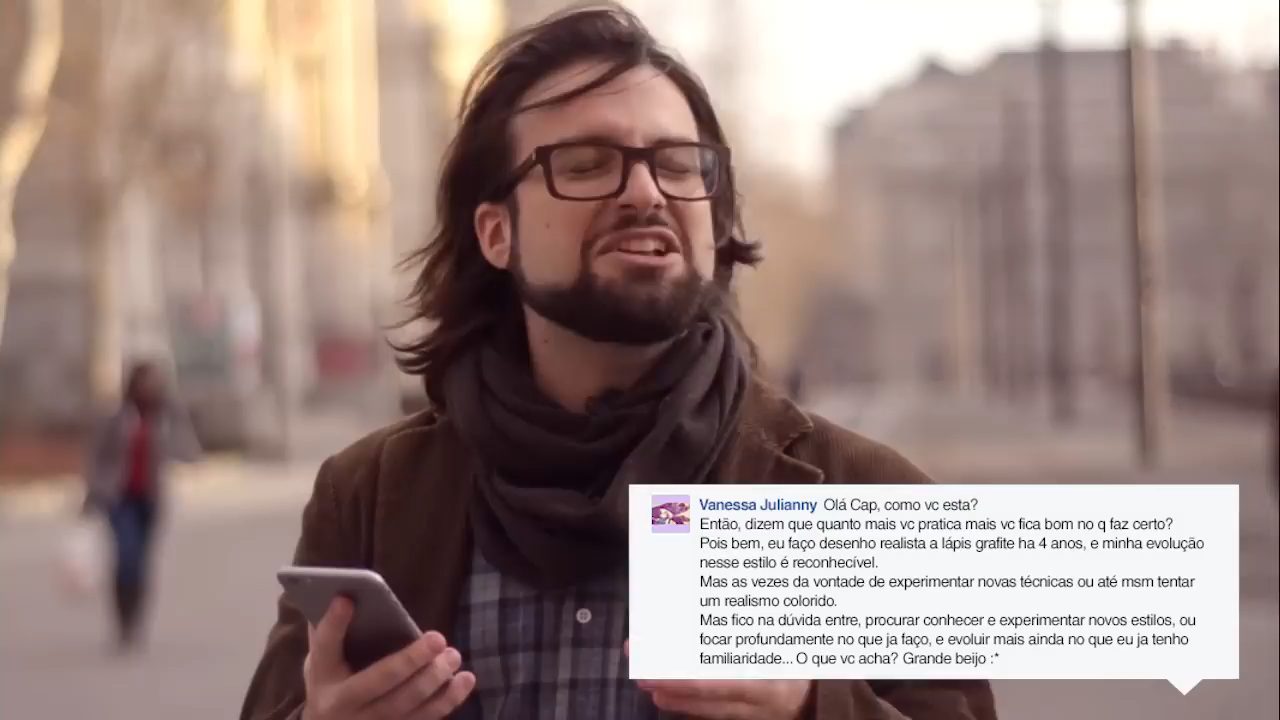 Vanessa Julianny Olá Cap, como vc esta?
Então, dizem que quanto mais vc pratica mais vc fica bom no q faz certo?
Pois bem, eu faço desenho realista a lápis grafite ha 4 anos, e minha evolução
nesse estilo é reconhecível.
Mas as vezes da vontade de experimentar novas técnicas ou até msm tentar
um realismo colorido.
Mas fico na dúvida entre, procurar conhecer e experimentar novos estilos, ou
focar profundamente no que ja faço, e evoluir mais ainda no que eu ja tenho
familiaridade... O que vc acha? Grande beijo :*